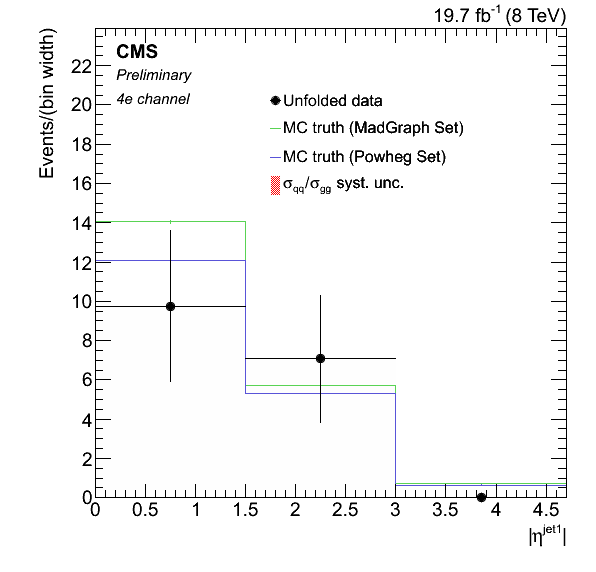 19.7 fb⁻¹ (8 TeV)
Events/(bin width)
CMS
Preliminary
4e channel
Unfolded data
MC truth (MadGraph Set)
MC truth (Powheg Set)
σqq/σgg syst. unc.
22
20
18
16
14
12
10
8
6
4
2
0
0 0.5 1 1.5 2 2.5 3 3.5 4 4.5
|η^jet1|